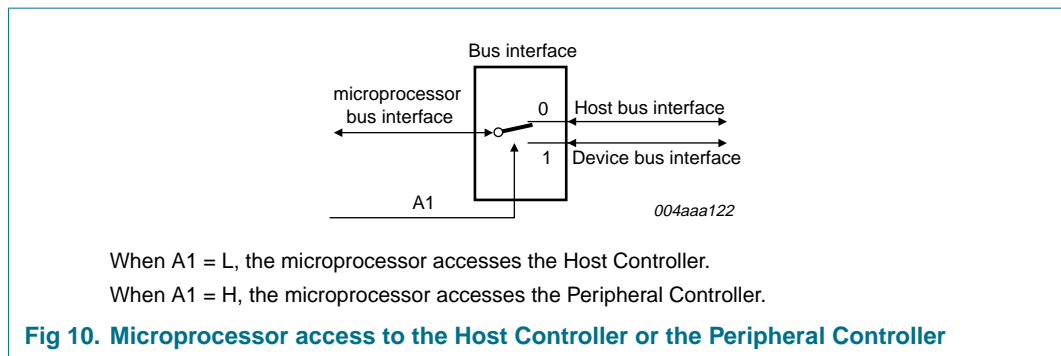 Bus interface
microprocessor
bus interface
0
Host bus interface
1
Device bus interface
A1
004aaa122
When A1 = L, the microprocessor accesses the Host Controller.
When A1 = H, the microprocessor accesses the Peripheral Controller.
Fig 10. Microprocessor access to the Host Controller or the Peripheral Controller